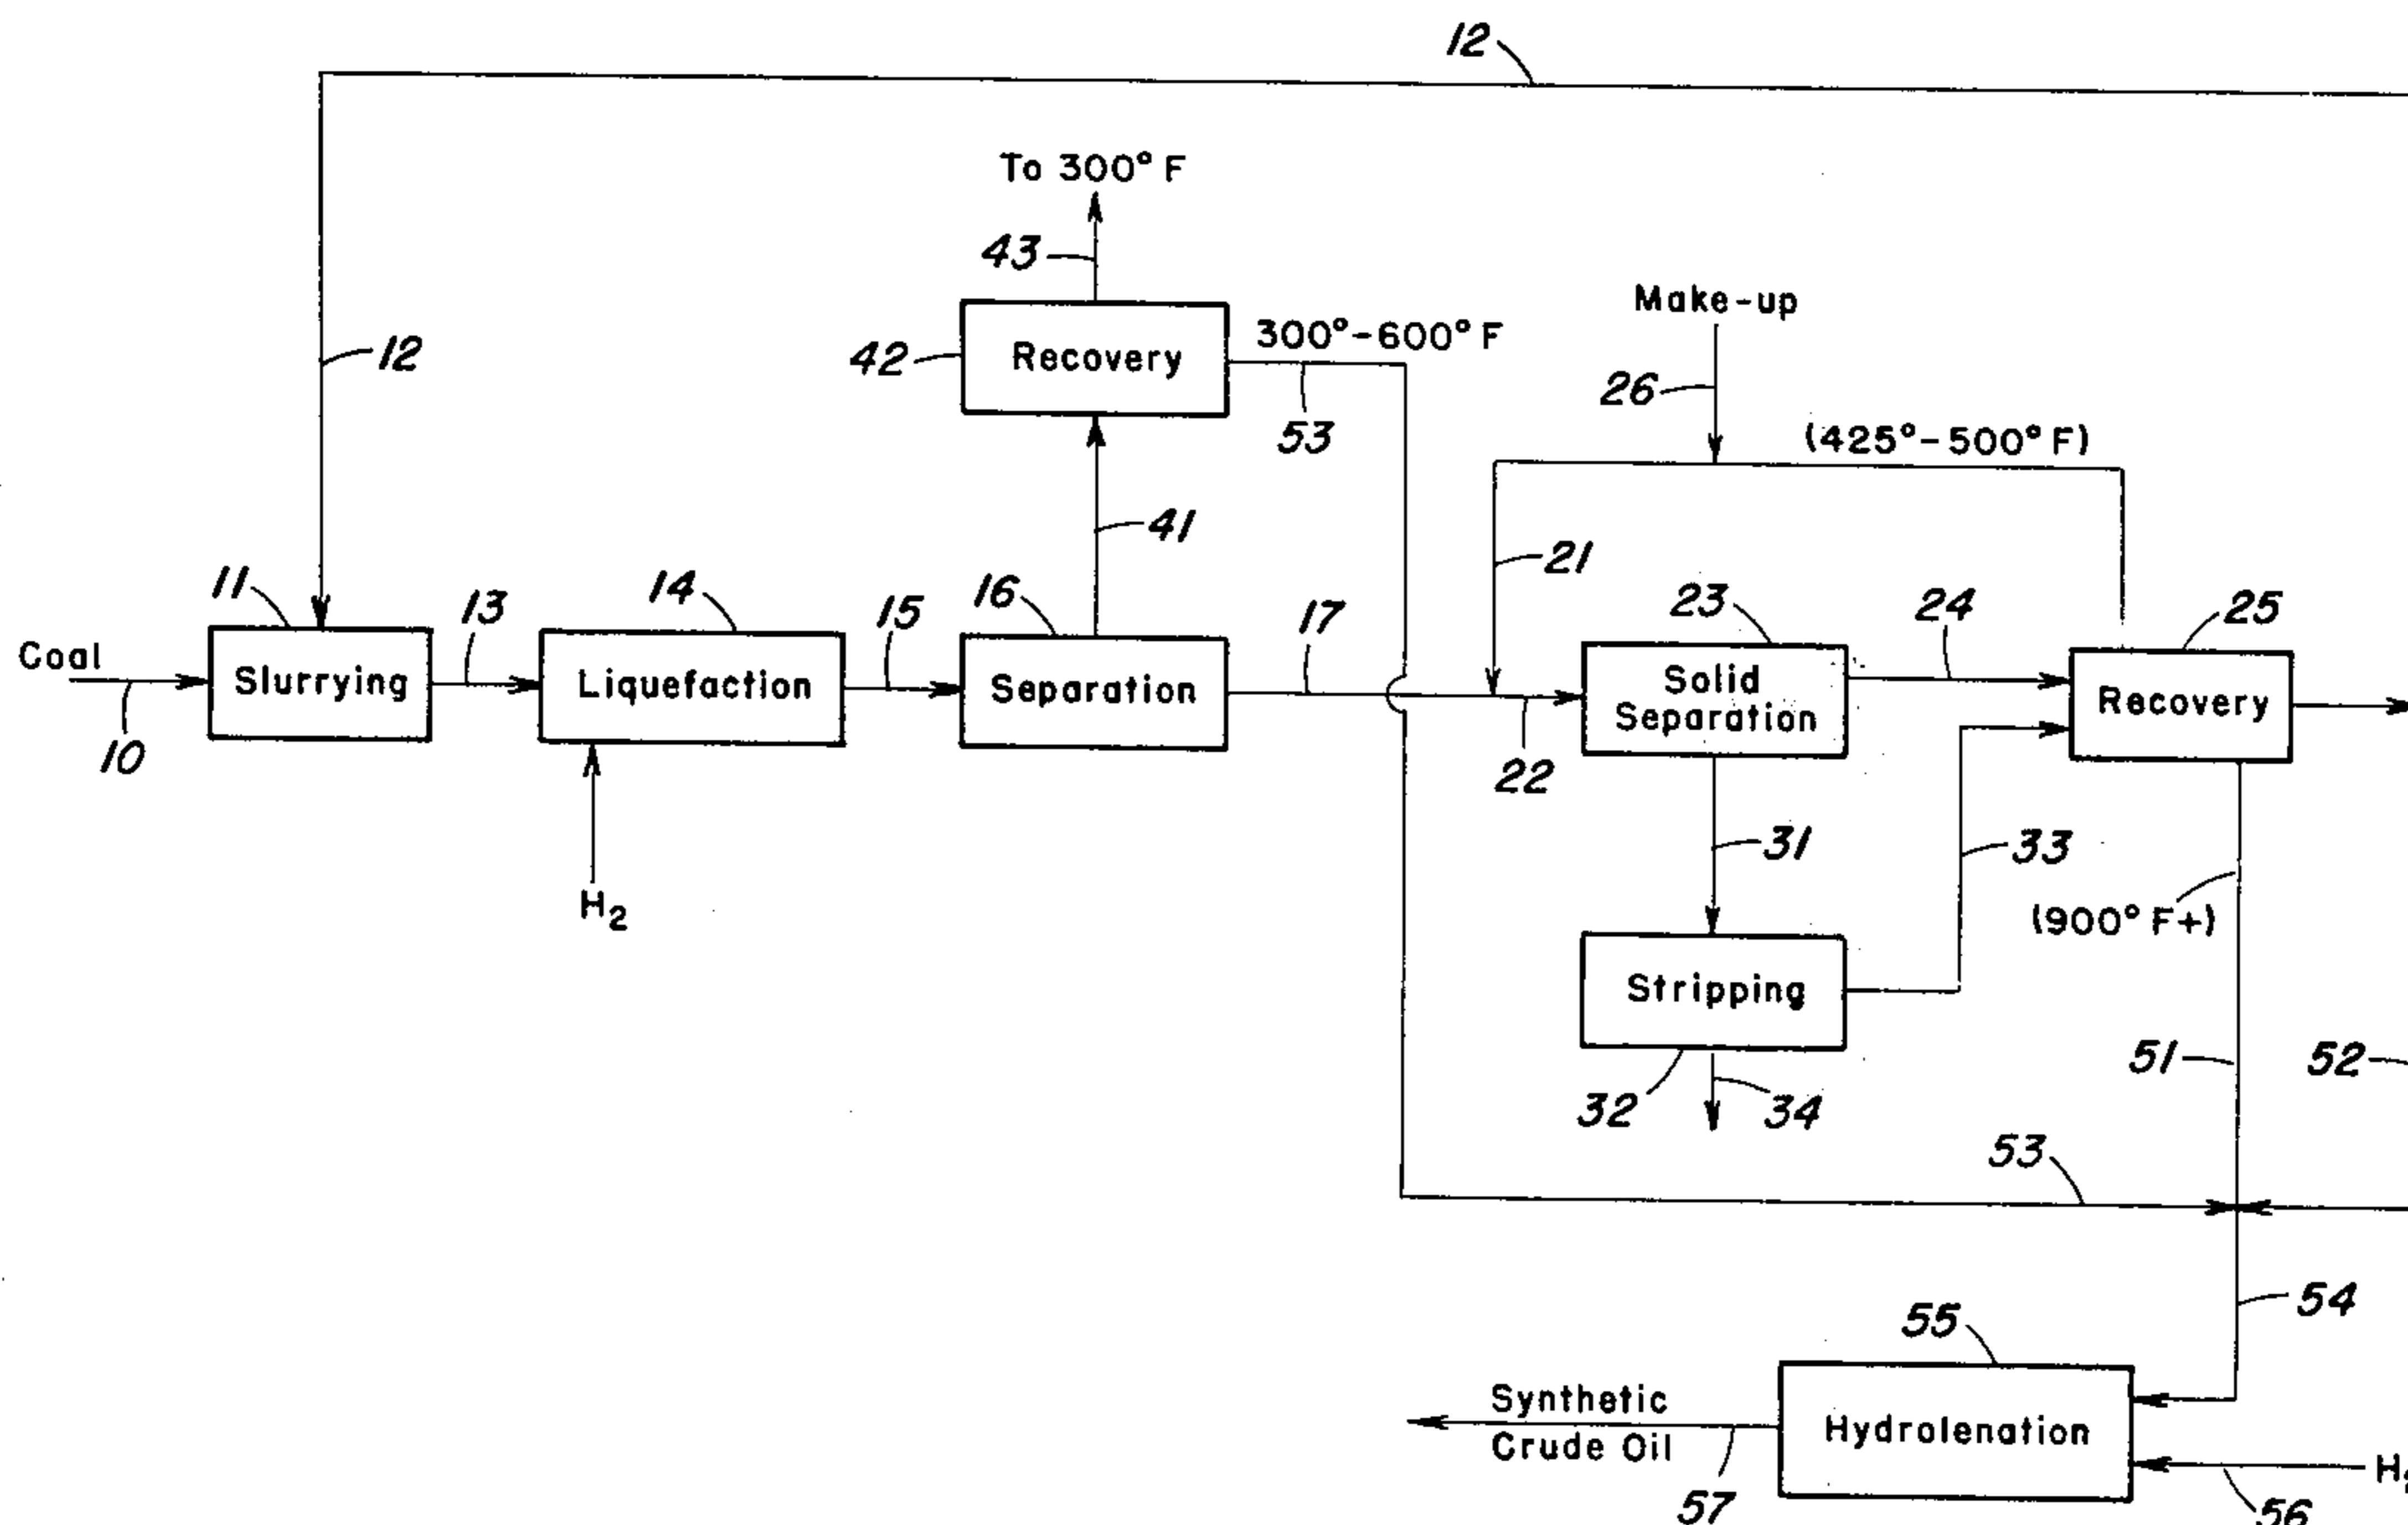 12
To 300° F
43
Make-up
300°-600° F
12
42
Recovery
26
53
(425°-500° F)
41
21
11
13
14
15
16
17
23
24
25
Coal
Slurrying
Liquefaction
Separation
Solid
Separation
Recovery
10
22
31
33
H2
(900° F+)
Stripping
51
52
32
34
53
54
55
Synthetic
Crude Oil
Hydrolenation
57
56